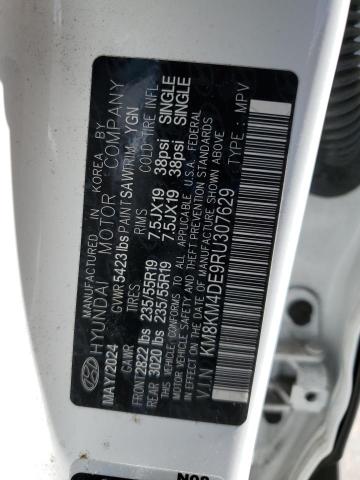 MANUFACTURED IN KOREA BY
HYUNDAI MOTOR COMPANY
MAY/2024 GVWR 5423lbs PAINT SAW TRIM YGN
GAWR TIRES RIMS COLD TIRE INFL
FRONT 2822 lbs 235/55R19 7.5JX19 38psi SINGLE
REAR 3020 lbs 235/55R19 7.5JX19 38psi SINGLE
THIS VEHICLE CONFORMS TO ALL APPLICABLE U.S.A. FEDERAL
MOTOR VEHICLE SAFETY AND THEFT PREVENTION STANDARDS
IN EFFECT ON THE DATE OF MANUFACTURE SHOWN ABOVE.
V.I.N : KM8KM4DE9RU307629 TYPE : MPV